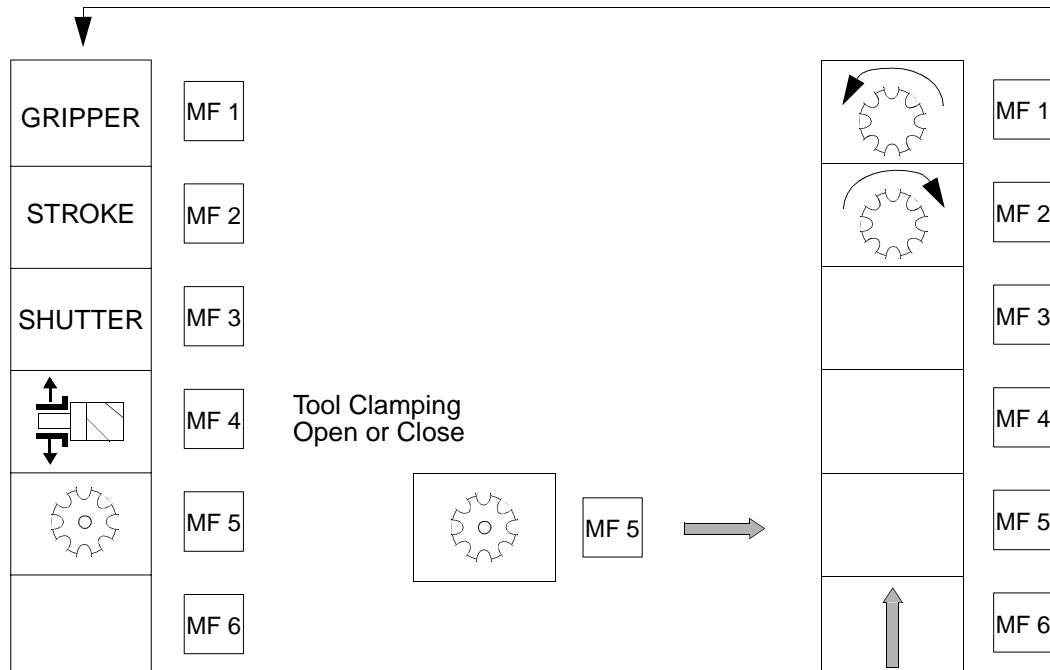 GRIPPER
MF 1
STROKE
MF 2
SHUTTER
MF 3
MF 4
Tool Clamping
Open or Close
MF 5
MF 6
MF 5
MF 1
MF 2
MF 3
MF 4
MF 5
MF 6